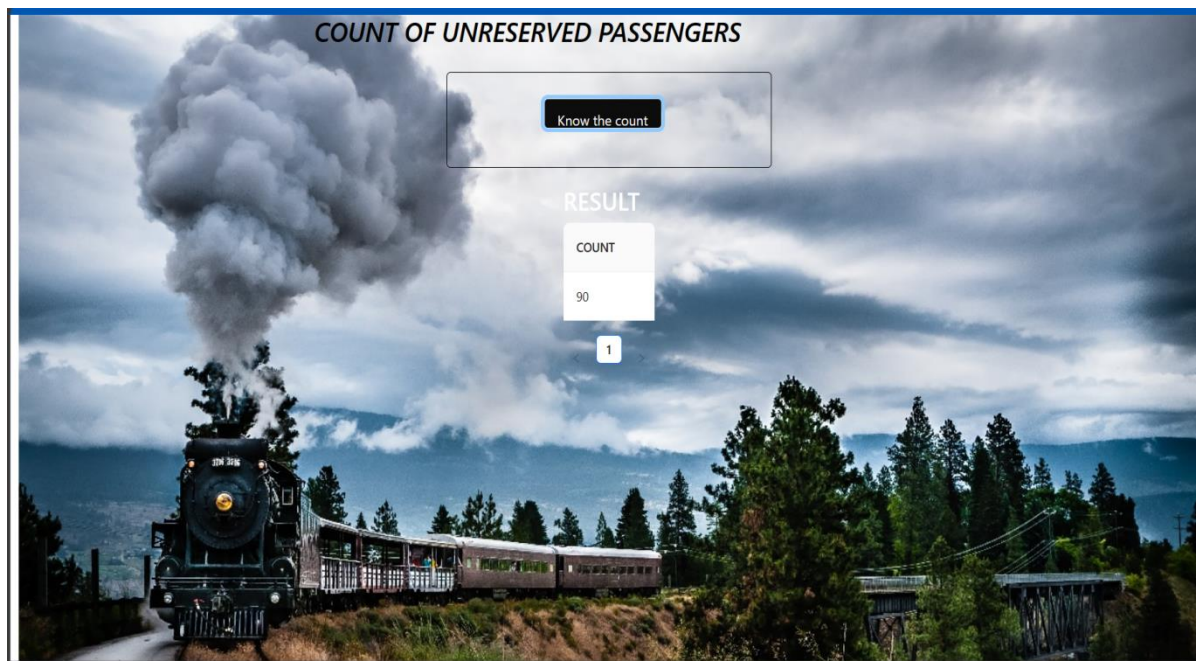 COUNT OF UNRESERVED PASSENGERS
Know the count
RESULT
COUNT
90
< 1 >